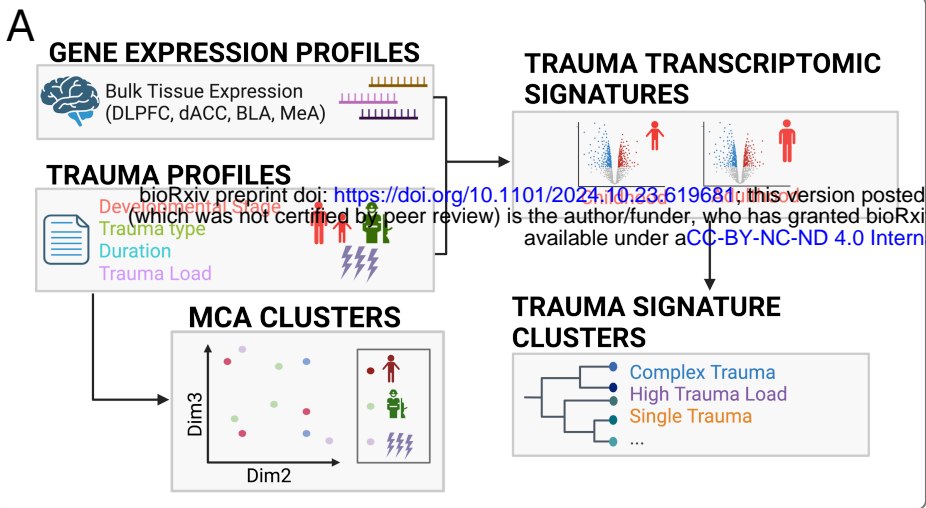 A
GENE EXPRESSION PROFILES
Bulk Tissue Expression
(DLPFC, dACC, BLA, MeA)
TRAUMA TRANSCRIPTOMIC
SIGNATURES
Childhood
Adulthood
TRAUMA PROFILES
Developmental Stage
Trauma type
Duration
Trauma Load
bioRxiv preprint doi: https://doi.org/10.1101/2024.10.23.619681; this version posted
(which was not certified by peer review) is the author/funder, who has granted bioRxi
available under aCC-BY-NC-ND 4.0 Intern
MCA CLUSTERS
Dim3
Dim2
TRAUMA SIGNATURE
CLUSTERS
Complex Trauma
High Trauma Load
Single Trauma
...